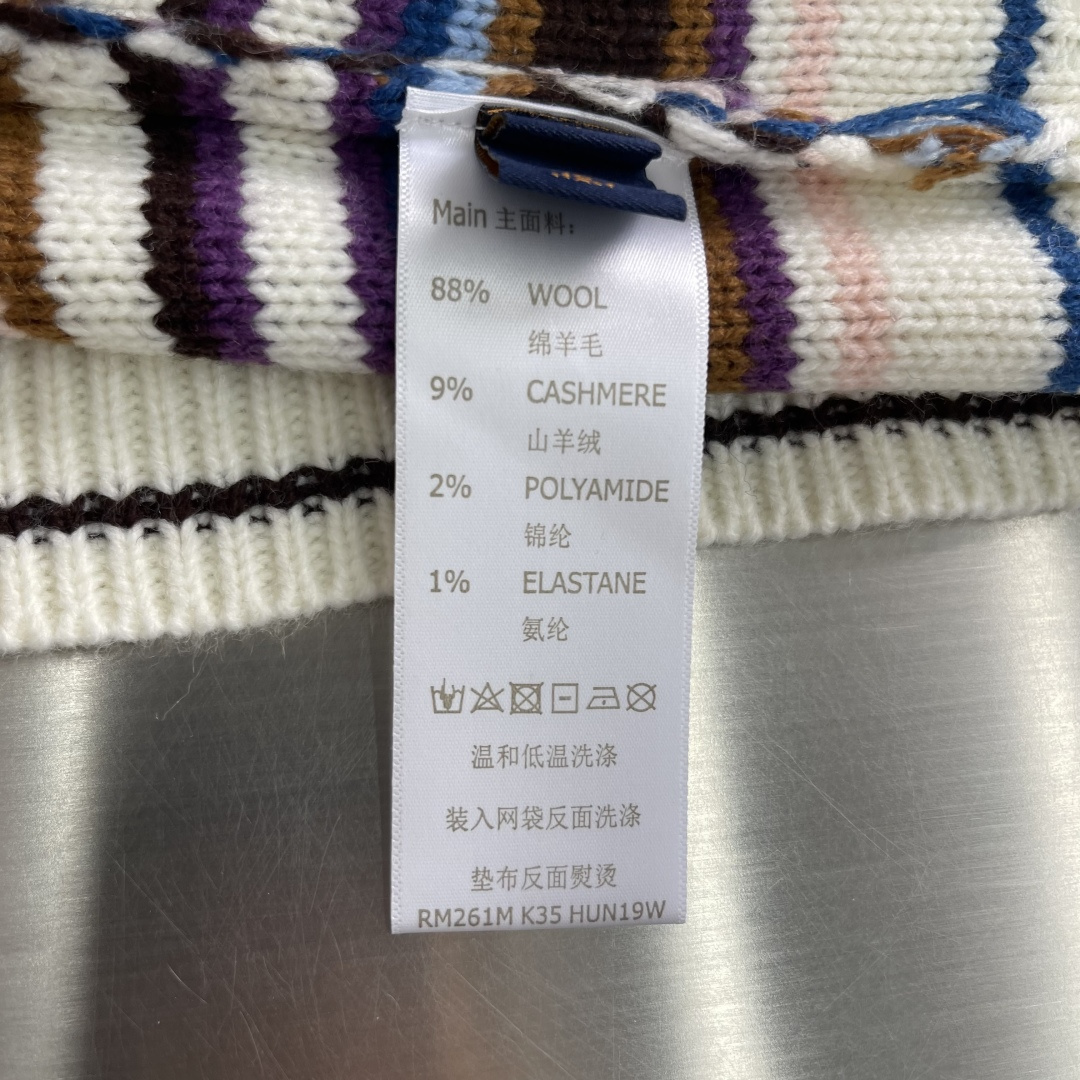 Main 主面料:
88% WOOL
绵羊毛
9% CASHMERE
山羊绒
2% POLYAMIDE
锦纶
1% ELASTANE
氨纶
温和低温洗涤
装入网袋反面洗涤
垫布反面熨烫
RM261M K35 HUN19W